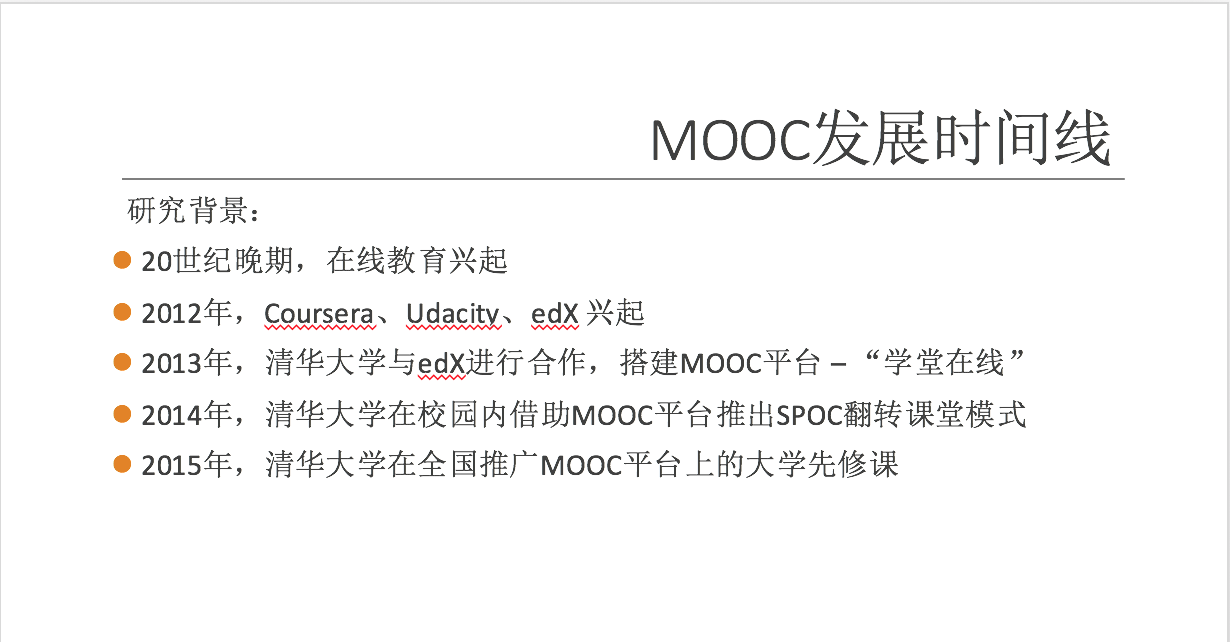 MOOC发展时间线
研究背景：
20世纪晚期，在线教育兴起
2012年，Coursera、Udacity、edX 兴起
2013年，清华大学与edX进行合作，搭建MOOC平台 – “学堂在线”
2014年，清华大学在校园内借助MOOC平台推出SPOC翻转课堂模式
2015年，清华大学在全国推广MOOC平台上的大学先修课